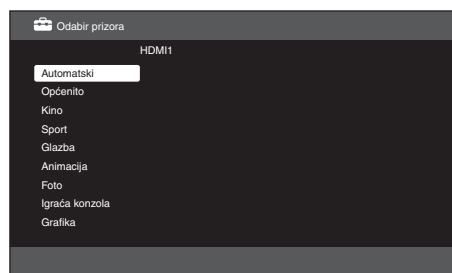 Odabir prizora
HDMI1
Automatski
Općenito
Kino
Sport
Glazba
Animacija
Foto
Igraća konzola
Grafika